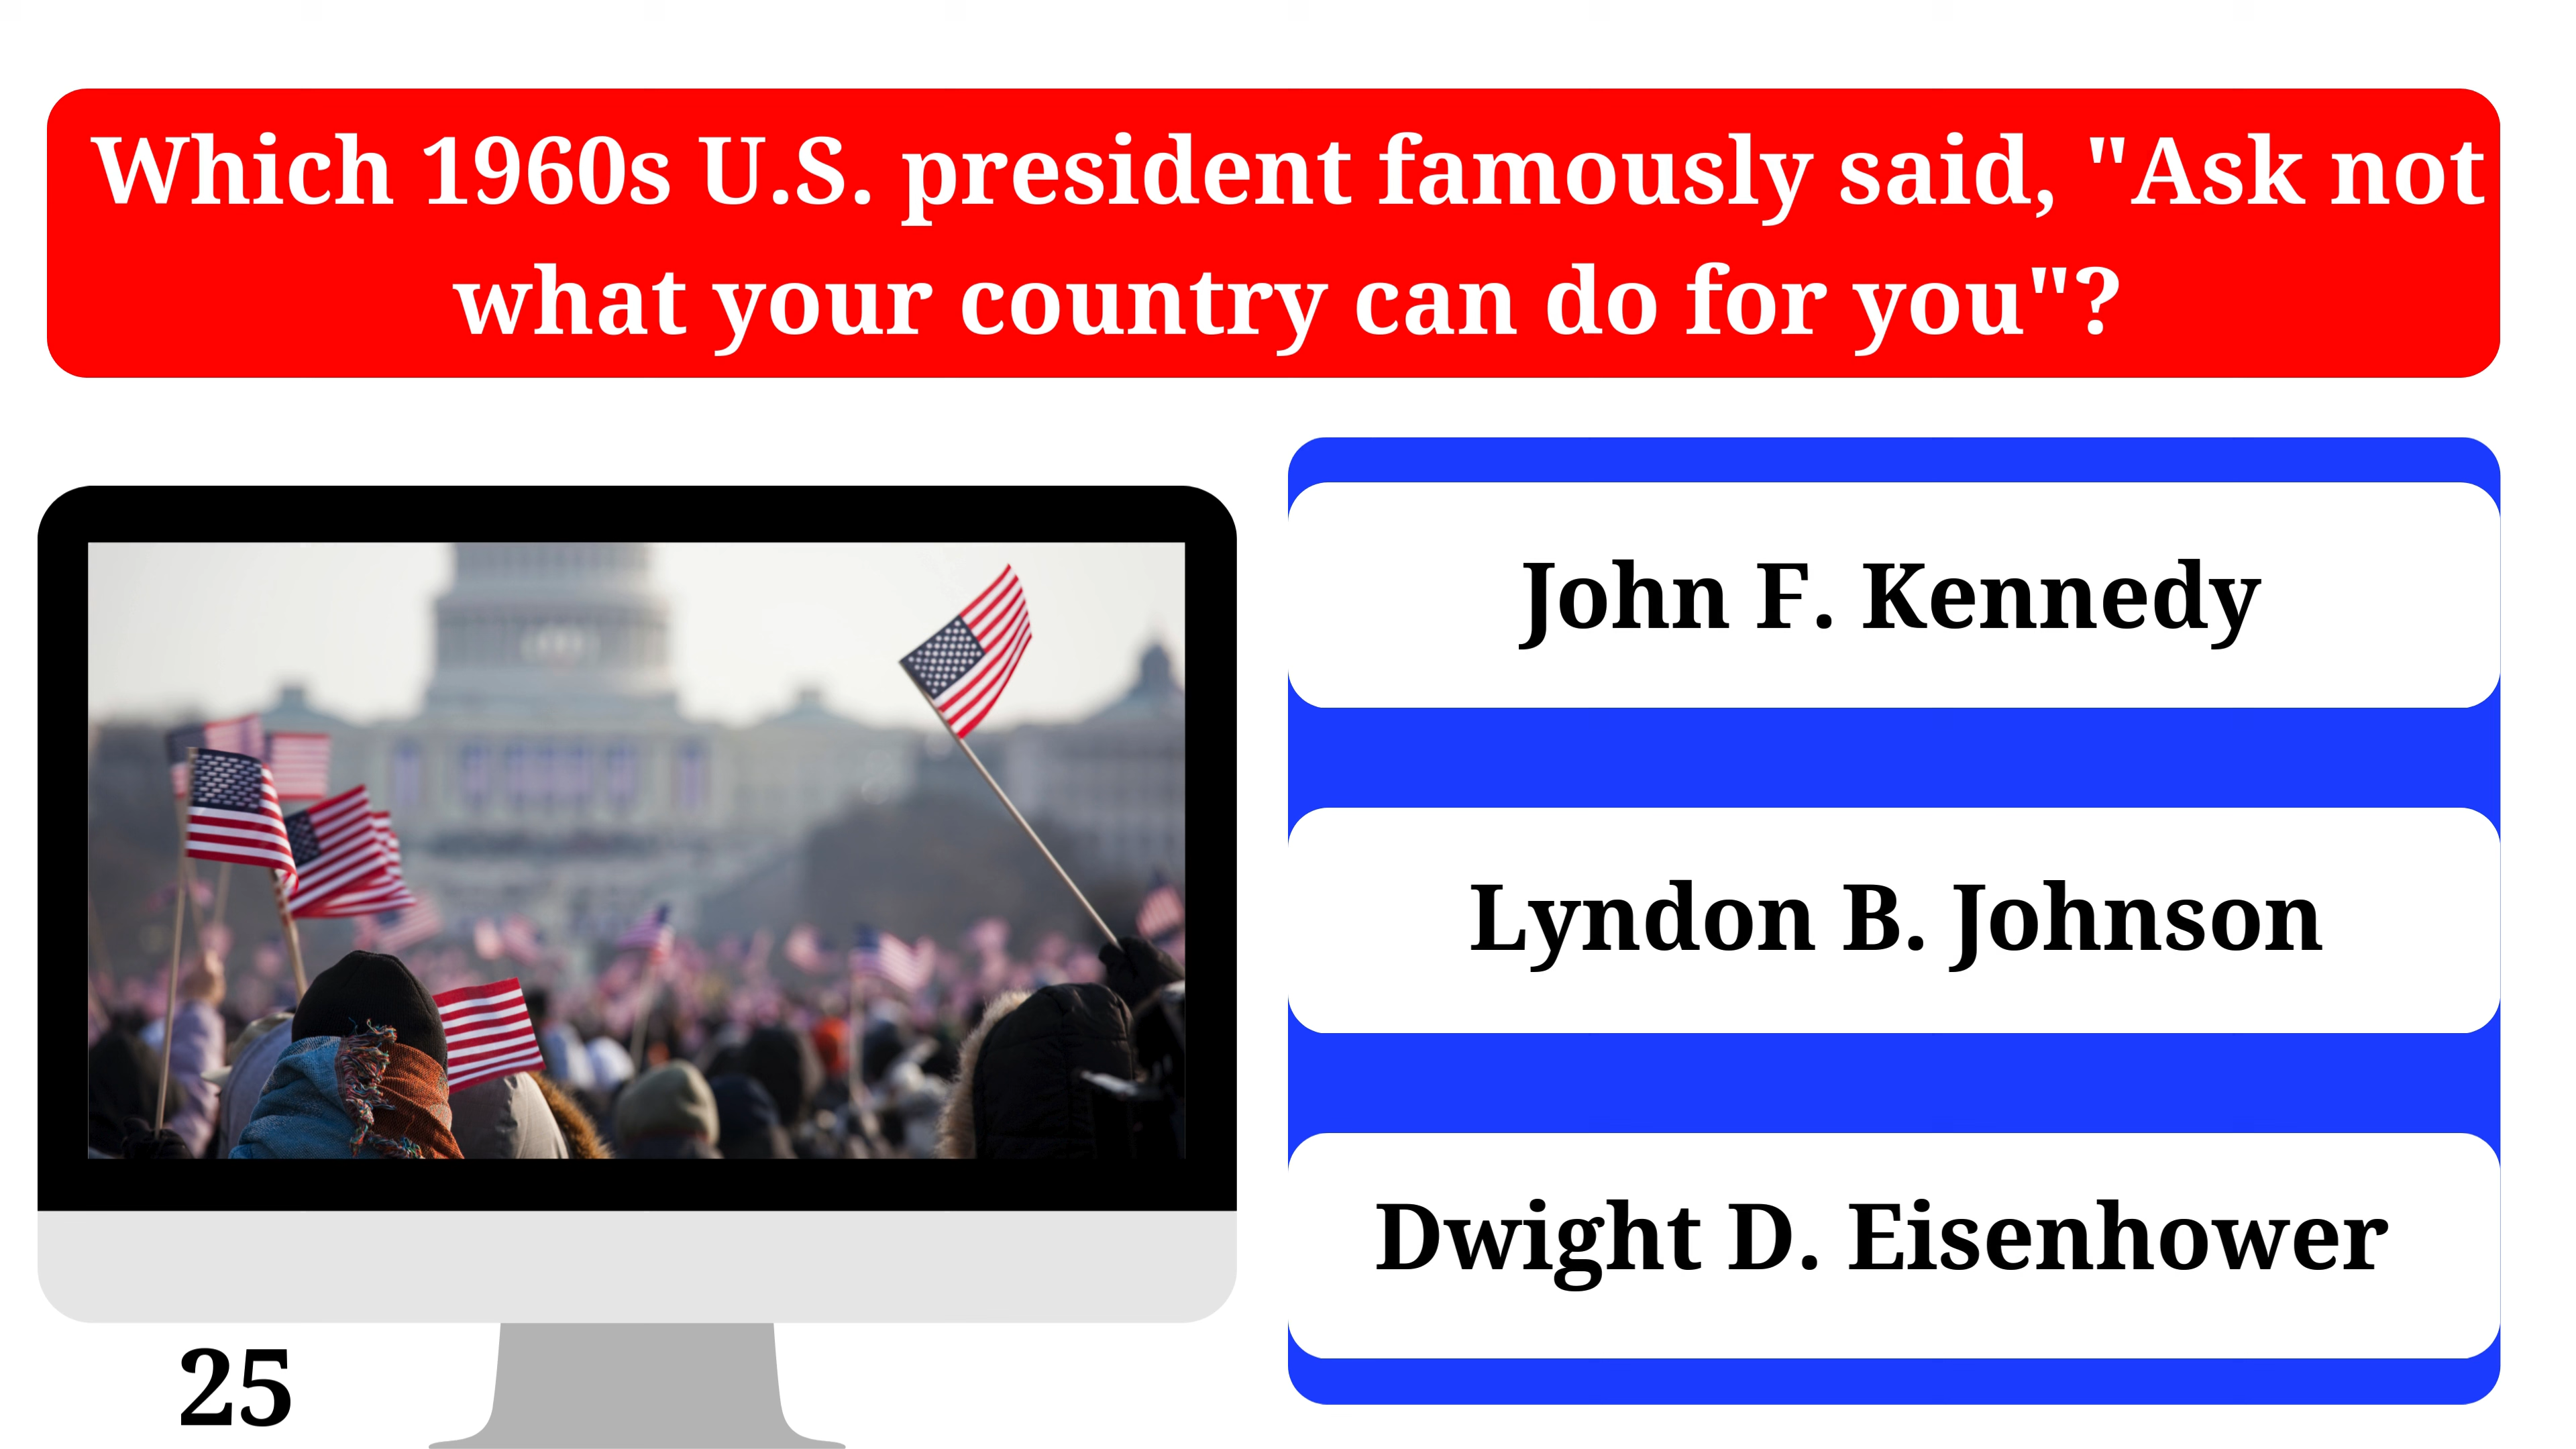 Which 1960s U.S. president famously said, "Ask not
what your country can do for you"?
John F. Kennedy
Lyndon B. Johnson
Dwight D. Eisenhower
25